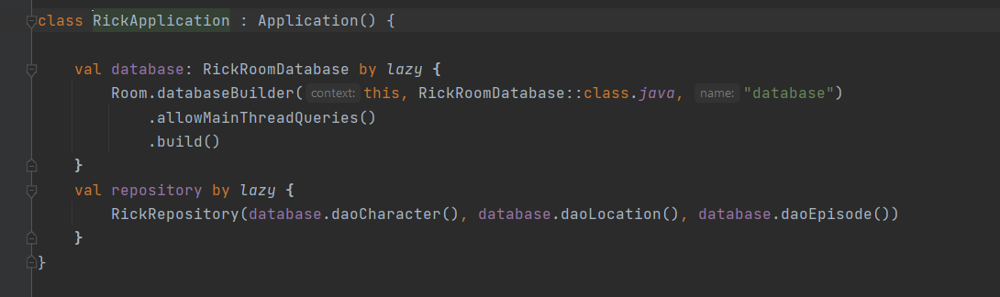 class RickApplication : Application() {
val database: RickRoomDatabase by lazy {
Room.databaseBuilder( context: this, RickRoomDatabase::class.java, name: "database")
.allowMainThreadQueries()
.build()
}
val repository by lazy {
RickRepository(database.daoCharacter(), database.daoLocation(), database.daoEpisode())
}
}